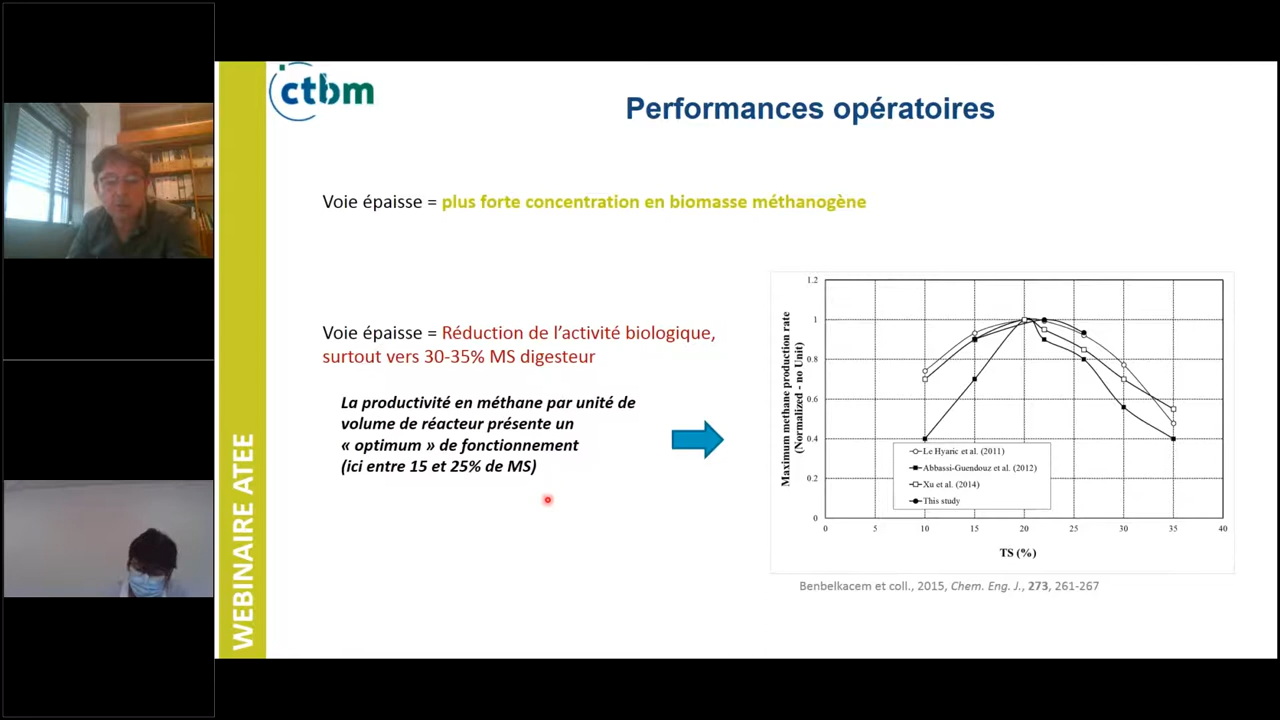 ctbm
Performances opératoires
Voie épaisse = plus forte concentration en biomasse méthanogène
Voie épaisse = Réduction de l’activité biologique,
surtout vers 30-35% MS digesteur
La productivité en méthane par unité de
volume de réacteur présente un
« optimum » de fonctionnement
(ici entre 15 et 25% de MS)
WEBINAIRE ATEE
Maximum methane production rate
(Normalized - no Unit)
1.2
1
0.8
0.6
0.4
0.2
0
Le Hyaric et al. (2011)
Abbassi-Guendouz et al. (2012)
Xu et al. (2014)
This study
0 5 10 15 20 25 30 35 40
TS (%)
Benbelkacem et coll., 2015, Chem. Eng. J., 273, 261-267